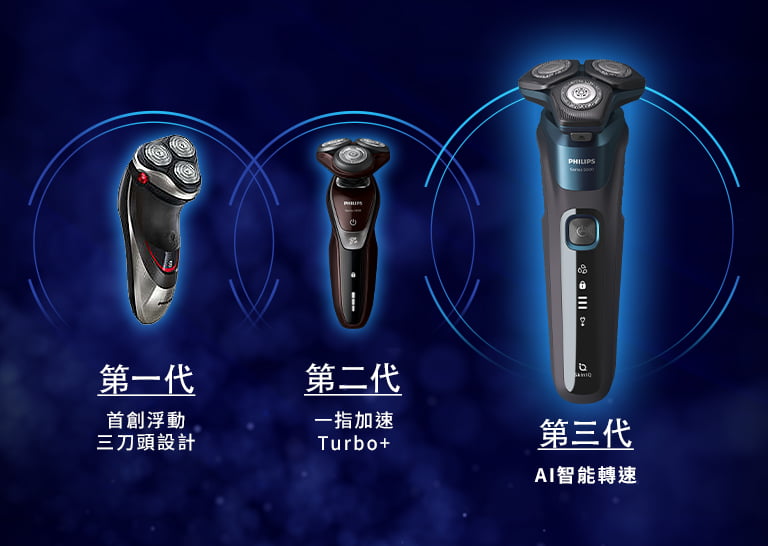 PHILIPS
第一代
首創浮動
三刀頭設計
PHILIPS
第二代
一指加速
Turbo+
PHILIPS
Series 5000
SkinIQ
第三代
AI智能轉速